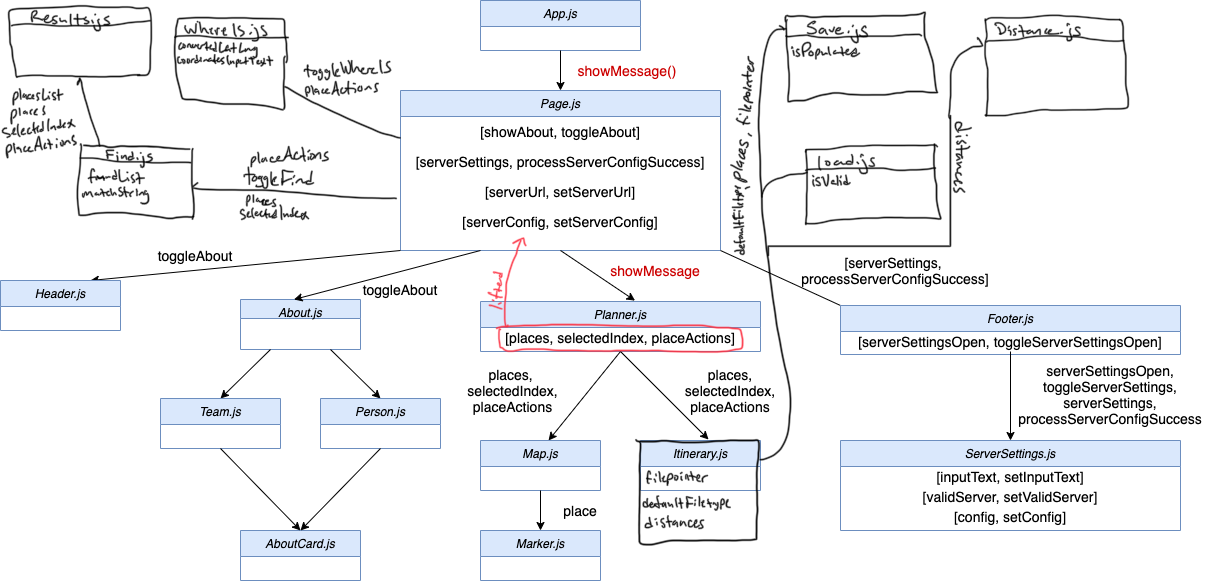 App.js
showMessage()
Page.js
[showAbout, toggleAbout]
[serverSettings, processServerConfigSuccess]
[serverUrl, setServerUrl]
[serverConfig, setServerConfig]
Results.js
WhereIs.js
convertedLatLng
coordinatesInputText
toggleWhereIs
placeActions
placesList
places
selectedIndex
placeActions
Find.js
foundList
matchString
placeActions
toggleFind
places
selectedIndex
Save.js
isPopulated
Distance.js
load.js
isValid
defaultFiletype, places, filepointer
distances
toggleAbout
toggleAbout
lifted
showMessage
[serverSettings,
processServerConfigSuccess]
Header.js
About.js
Planner.js
[places, selectedIndex, placeActions]
Footer.js
[serverSettingsOpen, toggleServerSettingsOpen]
places,
selectedIndex,
placeActions
places,
selectedIndex,
placeActions
serverSettingsOpen,
toggleServerSettings,
serverSettings,
processServerConfigSuccess
Team.js
Person.js
Map.js
Itinerary.js
filepointer
defaultFiletype
distances
ServerSettings.js
[inputText, setInputText]
[validServer, setValidServer]
[config, setConfig]
place
AboutCard.js
Marker.js